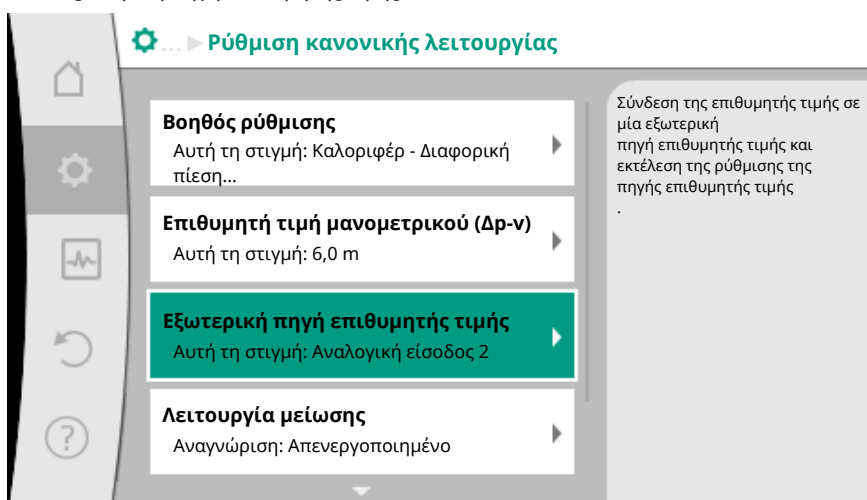 ... Ρύθμιση κανονικής λειτουργίας
Βοηθός ρύθμισης
Αυτή τη στιγμή: Καλοριφέρ - Διαφορική
πίεση...
Επιθυμητή τιμή μανομετρικού (Δp-v)
Αυτή τη στιγμή: 6,0 m
Εξωτερική πηγή επιθυμητής τιμής
Αυτή τη στιγμή: Αναλογική είσοδος 2
Λειτουργία μείωσης
Αναγνώριση: Απενεργοποιημένο
Σύνδεση της επιθυμητής τιμής σε
μία εξωτερική
πηγή επιθυμητής τιμής και
εκτέλεση της ρύθμισης της
πηγής επιθυμητής τιμής
.
?